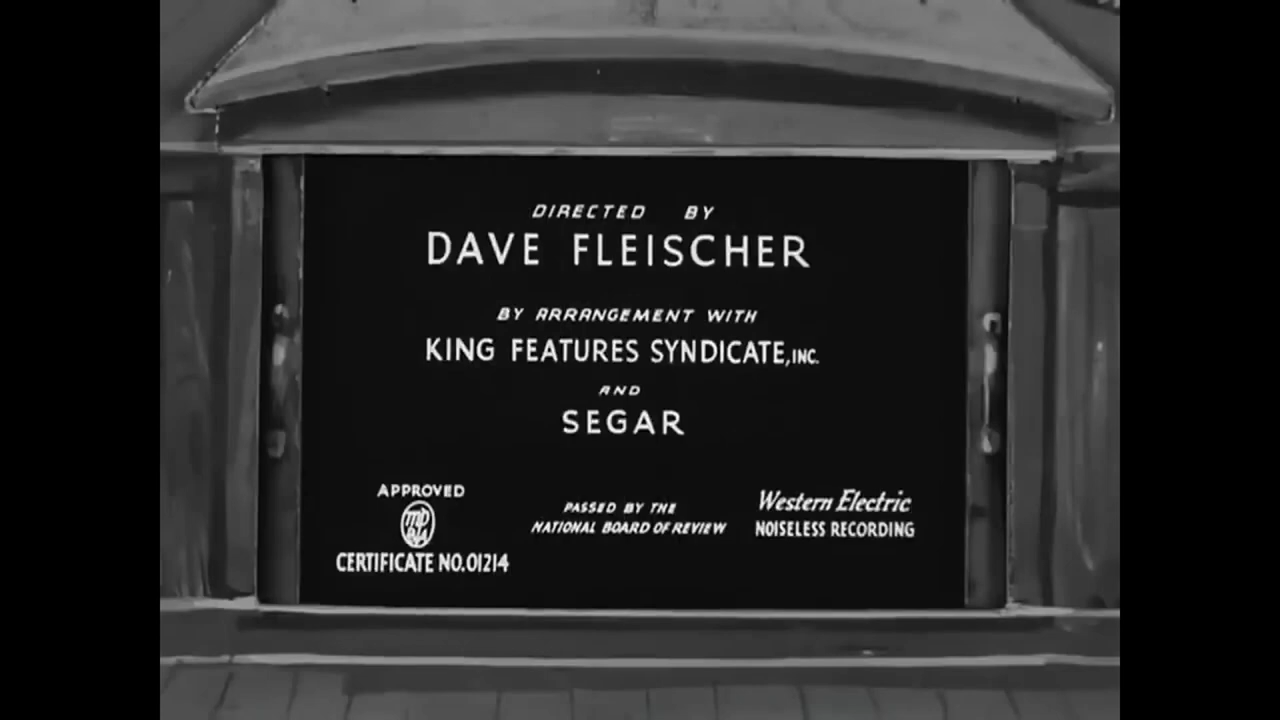 DIRECTED BY
DAVE FLEISCHER
BY ARRANGEMENT WITH
KING FEATURES SYNDICATE, INC.
AND
SEGAR
APPROVED
MPPDA
CERTIFICATE NO. 01214
PASSED BY THE
NATIONAL BOARD OF REVIEW
Western Electric
NOISELESS RECORDING